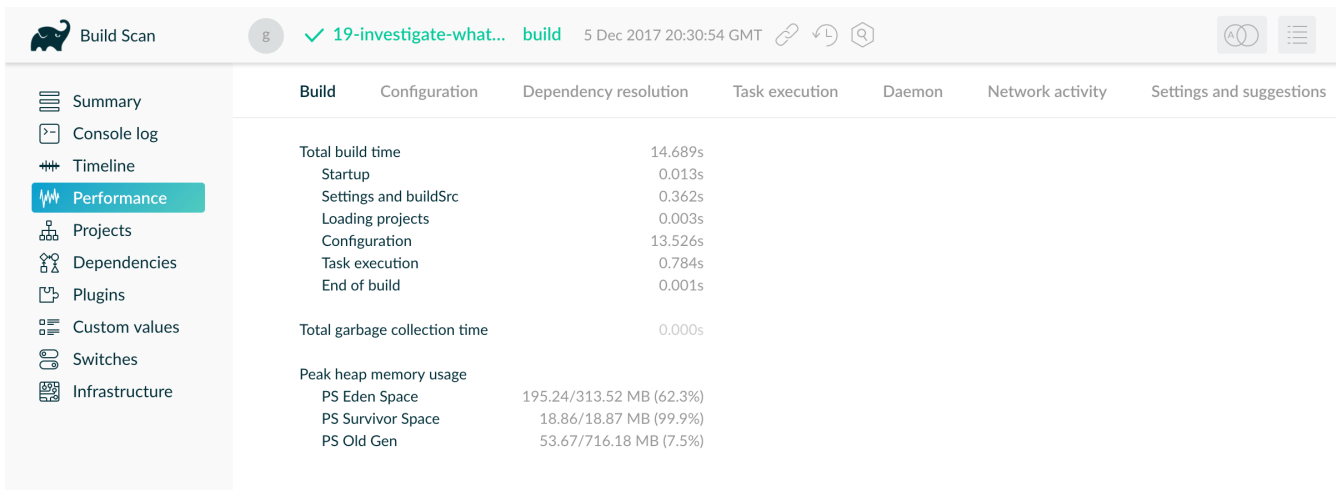 Build Scan
g 19-investigate-what... build 5 Dec 2017 20:30:54 GMT A
Summary
Console log
Timeline
Performance
Projects
Dependencies
Plugins
Custom values
Switches
Infrastructure
Build Configuration Dependency resolution Task execution Daemon Network activity Settings and suggestions
Total build time 14.689s
Startup 0.013s
Settings and buildSrc 0.362s
Loading projects 0.003s
Configuration 13.526s
Task execution 0.784s
End of build 0.001s
Total garbage collection time 0.000s
Peak heap memory usage
PS Eden Space 195.24/313.52 MB (62.3%)
PS Survivor Space 18.86/18.87 MB (99.9%)
PS Old Gen 53.67/716.18 MB (7.5%)